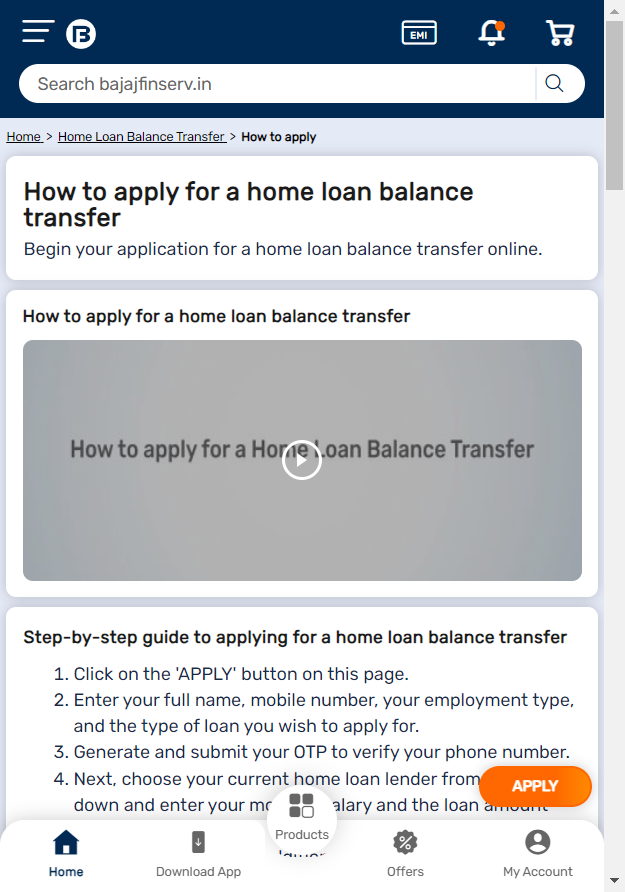 EMI
Search bajajfinserv.in
Home > Home Loan Balance Transfer > How to apply
How to apply for a home loan balance
transfer
Begin your application for a home loan balance transfer online.
How to apply for a home loan balance transfer
How to apply for a Home Loan Balance Transfer
Step-by-step guide to applying for a home loan balance transfer
1. Click on the 'APPLY' button on this page.
2. Enter your full name, mobile number, your employment type,
and the type of loan you wish to apply for.
3. Generate and submit your OTP to verify your phone number.
4. Next, choose your current home loan lender from
APPLY
down and enter your salary and the loan amount
Home
Download App
Products
Offers
My Account